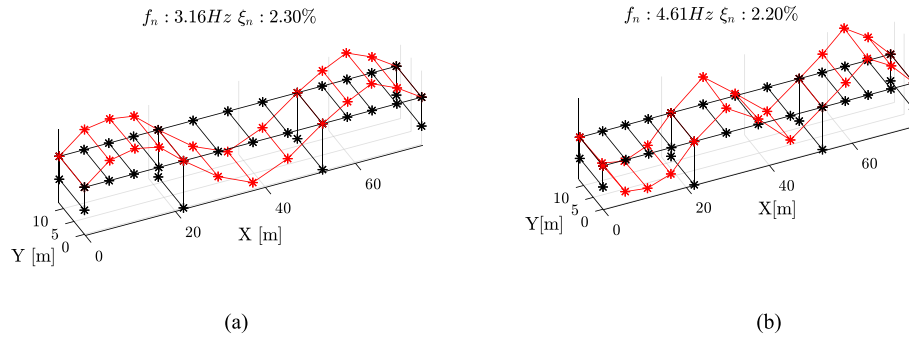 f_n : 3.16Hz ξ_n : 2.30%
10
5
0
Y [m]
0
20
X [m]
40
60
(a)
f_n : 4.61Hz ξ_n : 2.20%
10
5
0
Y[m]
0
20
X[m]
40
60
(b)